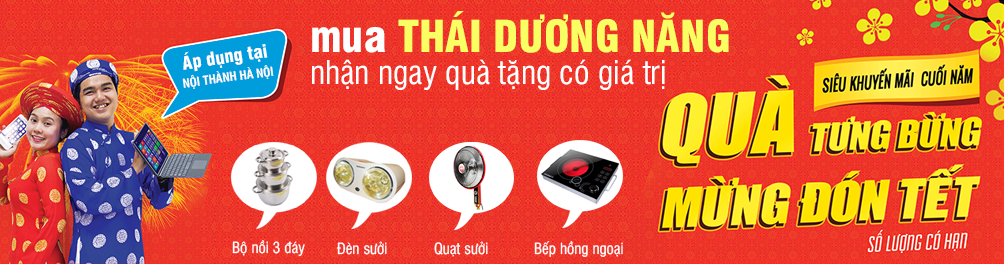 Áp dụng tại
NỘI THÀNH HÀ NỘI
mua THÁI DƯƠNG NĂNG
nhận ngay quà tặng có giá trị
Bộ nồi 3 đáy
Đèn sưởi
Quạt sưởi
Bếp hồng ngoại
SIÊU KHUYẾN MÃI CUỐI NĂM
QUÀ TƯNG BỪNG
MỪNG ĐÓN TẾT
SỐ LƯỢNG CÓ HẠN